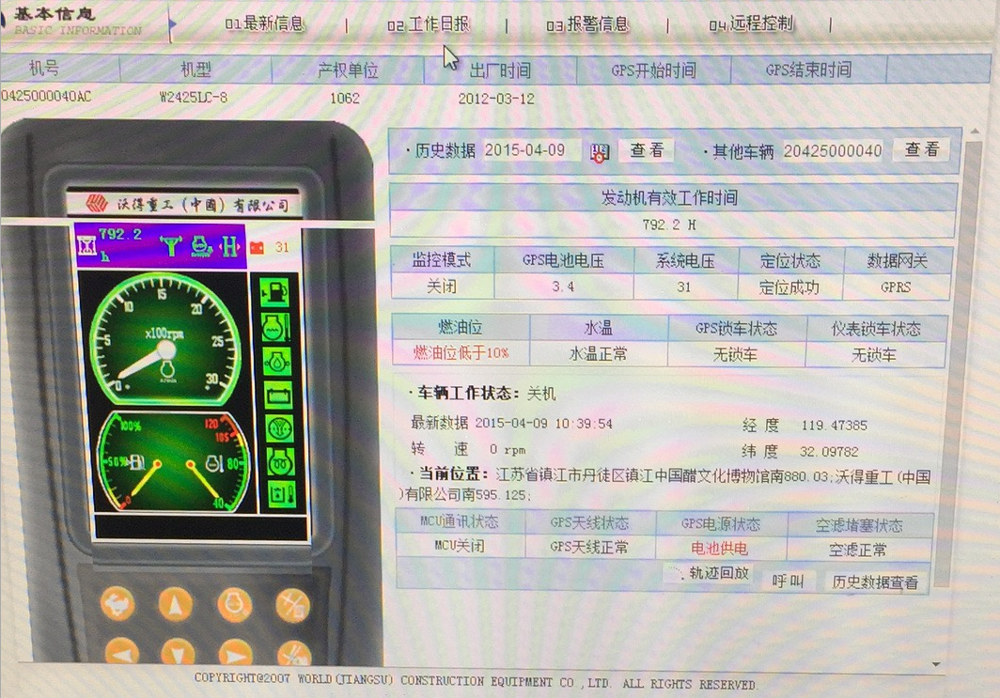 基本信息
BASIC INFORMATION
01最新信息 | 02工作日报 | 03报警信息 | 04远程控制 |
机号 机型 产权单位 出厂时间 GPS开始时间 GPS结束时间
0425000040AC W2425LC-8 1062 2012-03-12
·历史数据 2015-04-09 查看 ·其他车辆 20425000040 查看
发动机有效工作时间
792.2 H
监控模式 GPS电池电压 系统电压 定位状态 数据网关
关闭 3.4 31 定位成功 GPRS
燃油位 水温 GPS锁车状态 仪表锁车状态
燃油位低于10% 水温正常 无锁车 无锁车
·车辆工作状态: 关机
最新数据 2015-04-09 10:39:54 经度 119.47385
转速 0 rpm 纬度 32.09782
·当前位置: 江苏省镇江市丹徒区镇江中国醋文化博物馆南880.03;沃得重工(中国
)有限公司南595.125;
MCU通讯状态 GPS天线状态 GPS电源状态 空滤堵塞状态
MCU关闭 GPS天线正常 电池供电 空滤正常
轨迹回放 呼叫 历史数据查看
沃得重工(中國)有限公司
792.2
h
H
31
5 10 15 20 25 30
0
x100rpm
100%
50%
0
120
105
80
40
COPYRIGHT@2007 WORLD(JIANGSU) CONSTRUCTION EQUIPMENT CO ,LTD. ALL RIGHTS RESERVED.